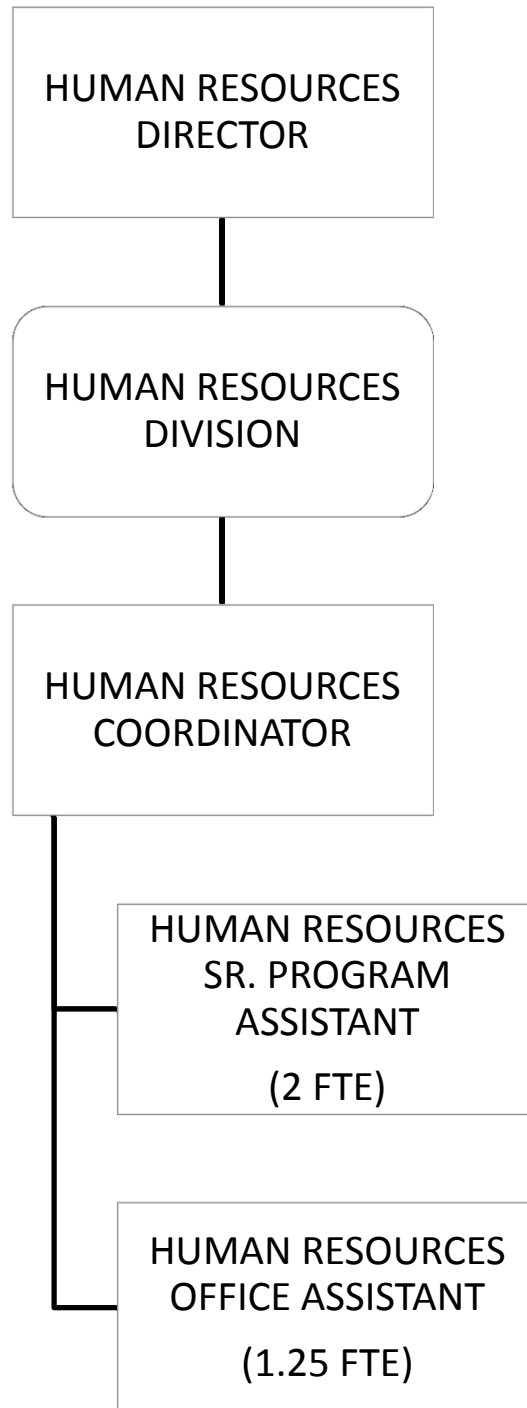 HUMAN RESOURCES
DIRECTOR
HUMAN RESOURCES
DIVISION
HUMAN RESOURCES
COORDINATOR
HUMAN RESOURCES
SR. PROGRAM
ASSISTANT
(2 FTE)
HUMAN RESOURCES
OFFICE ASSISTANT
(1.25 FTE)